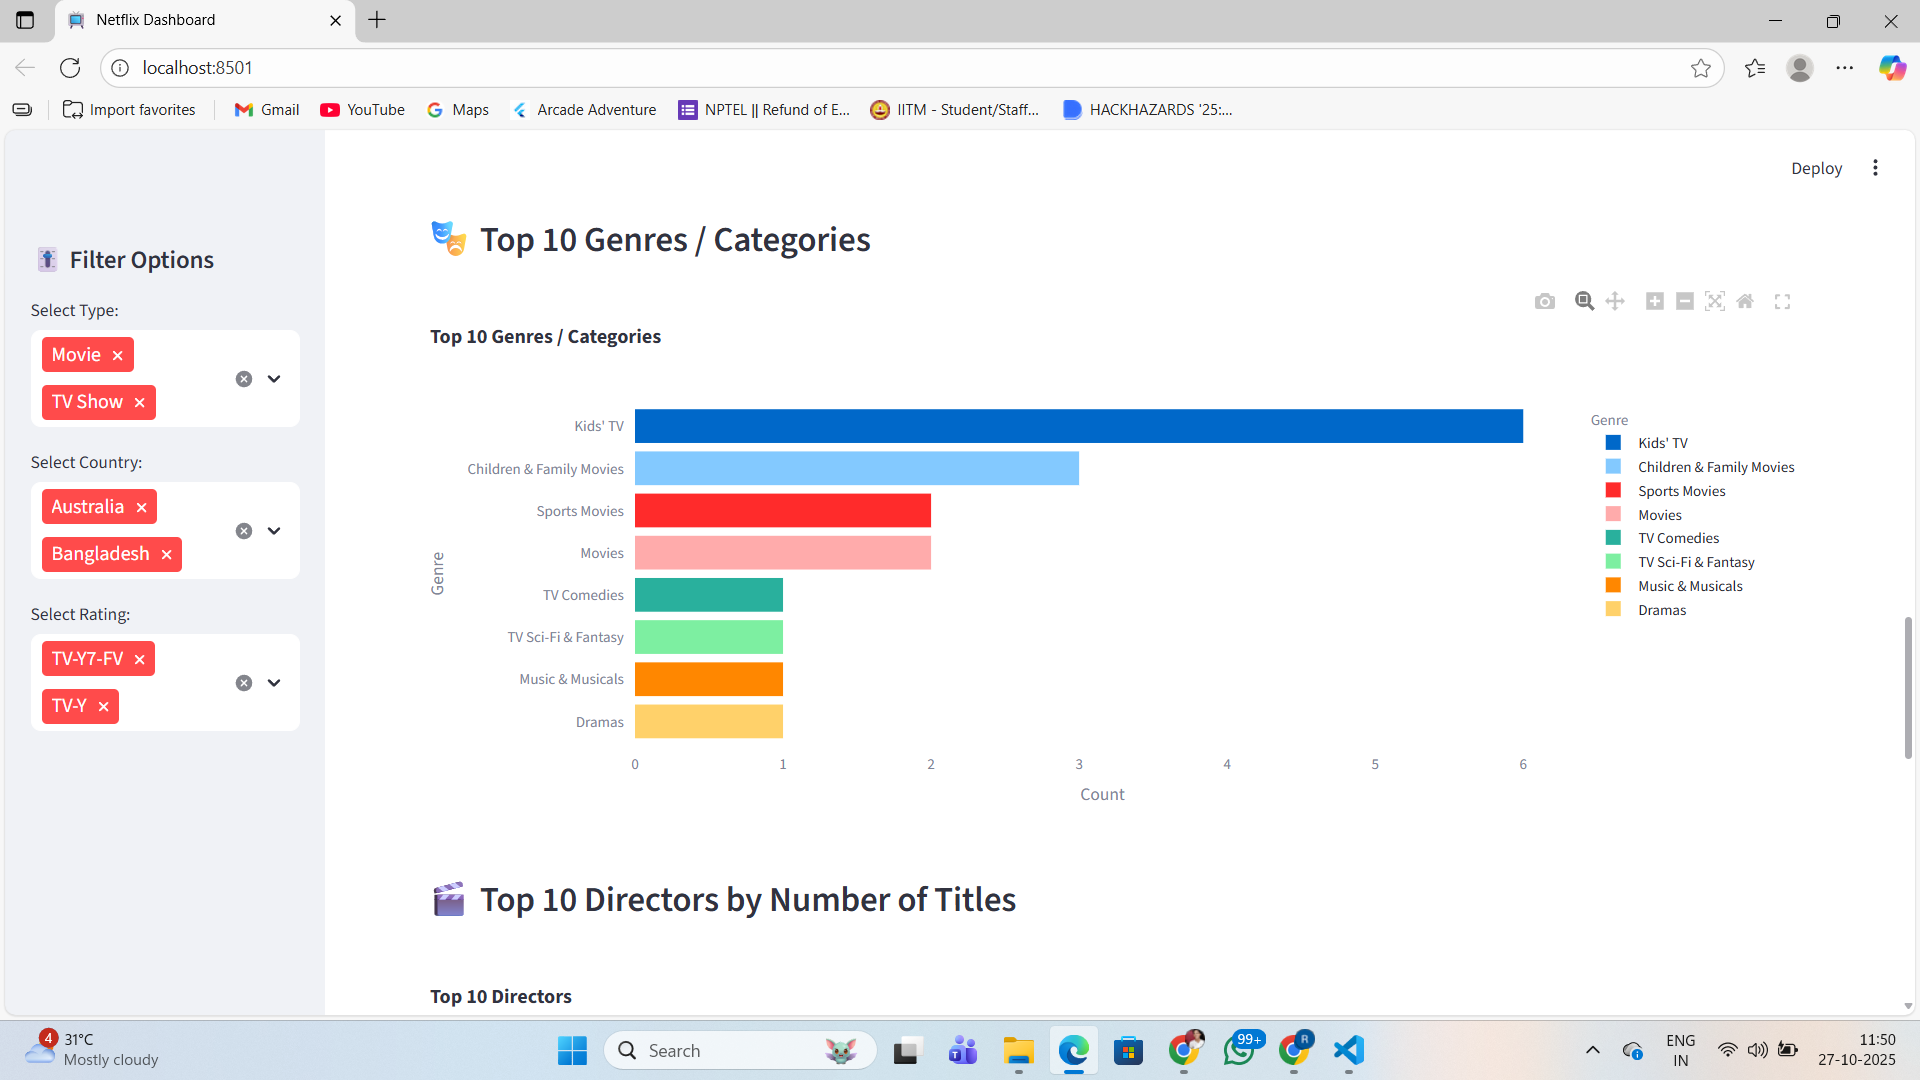 Netflix Dashboard
localhost:8501
Import favorites
Gmail
YouTube
Maps
Arcade Adventure
NPTEL || Refund of E...
IITM - Student/Staff...
HACKHAZARDS '25:...
Deploy
Filter Options
Select Type:
Movie
TV Show
Select Country:
Australia
Bangladesh
Select Rating:
TV-Y7-FV
TV-Y
Top 10 Genres / Categories
Top 10 Genres / Categories
Genre
Kids' TV
Children & Family Movies
Sports Movies
Movies
TV Comedies
TV Sci-Fi & Fantasy
Music & Musicals
Dramas
0 1 2 3 4 5 6
Count
Genre
Kids' TV
Children & Family Movies
Sports Movies
Movies
TV Comedies
TV Sci-Fi & Fantasy
Music & Musicals
Dramas
Top 10 Directors by Number of Titles
Top 10 Directors
4
31°C
Mostly cloudy
Search
T
99+
R
ENG
IN
11:50
27-10-2025